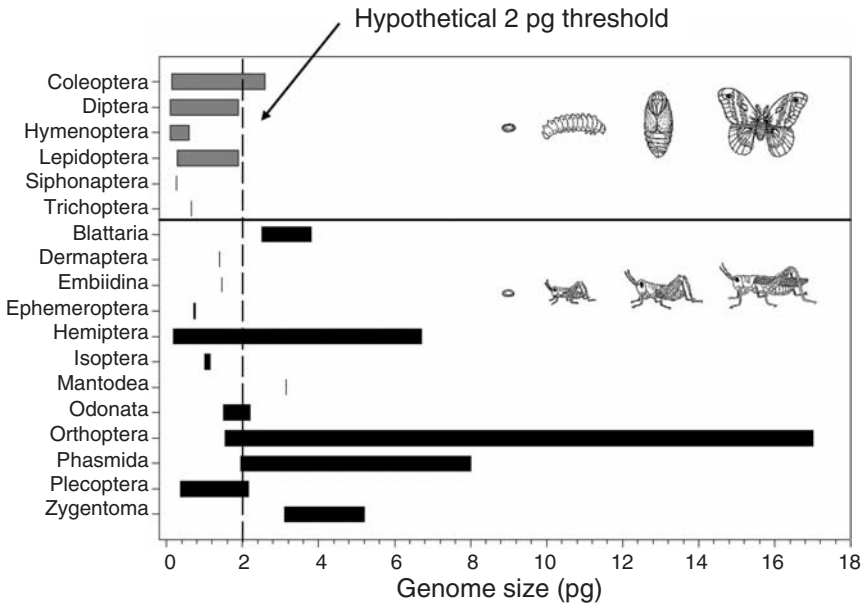 Hypothetical 2 pg threshold
Coleoptera
Diptera
Hymenoptera
Lepidoptera
Siphonaptera
Trichoptera
Blattaria
Dermaptera
Embiidina
Ephemeroptera
Hemiptera
Isoptera
Mantodea
Odonata
Orthoptera
Phasmida
Plecoptera
Zygentoma
0 2 4 6 8 10 12 14 16 18
Genome size (pg)